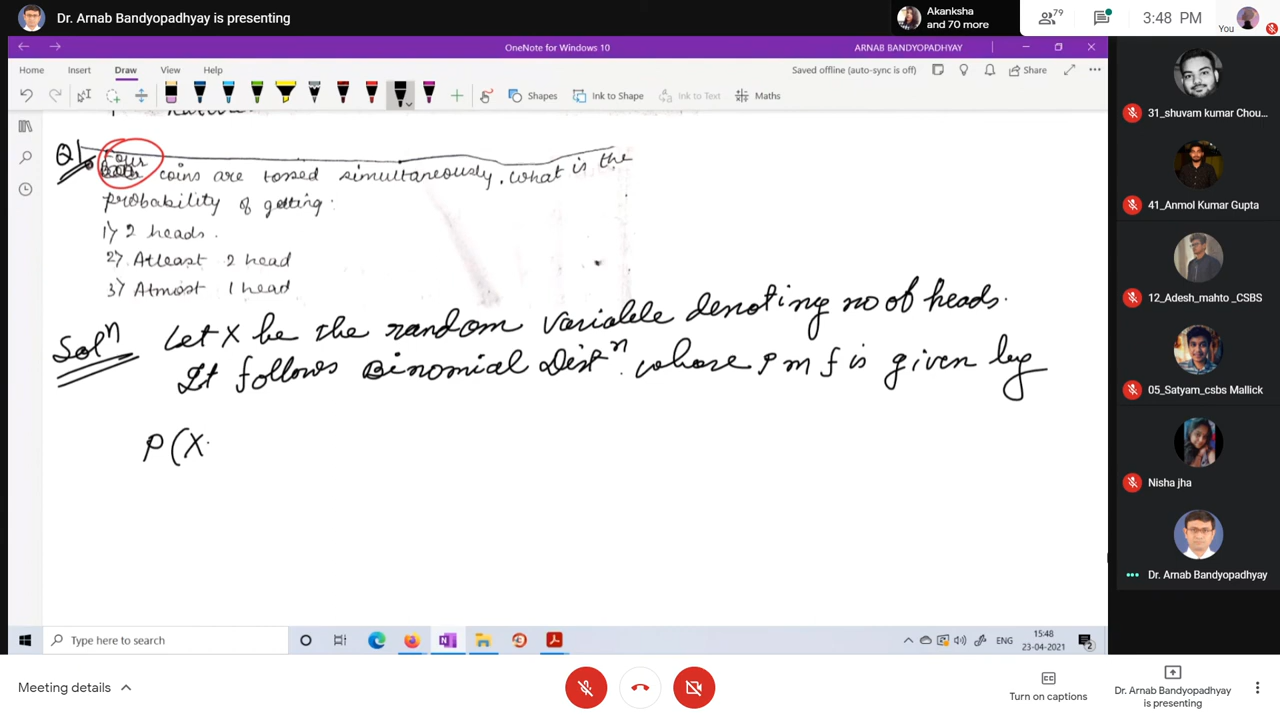 Dr. Arnab Bandyopadhyay is presenting
Akanksha
and 70 more
79
3:48 PM
You
OneNote for Windows 10
ARNAB BANDYOPADHYAY
Home Insert Draw View Help
Saved offline (auto-sync is off)
Share
Shapes
Ink to Shape
Ink to Text
Maths
Q1. Four coins are tossed simultaneously, what is the
probability of getting:
1) 2 heads.
2) Atleast 2 head
3) Atmost 1 head
Solⁿ Let X be the random variable denoting no of heads.
It follows Binomial Distⁿ. whose p m f is given by
P(X
31_shuvam kumar Chou...
41_Anmol Kumar Gupta
12_Adesh_mahto _CSBS
05_Satyam_csbs Mallick
Nisha jha
Dr. Arnab Bandyopadhyay
Type here to search
ENG
15:48
23-04-2021
2
Meeting details
Turn on captions
Dr. Arnab Bandyopadhyay
is presenting